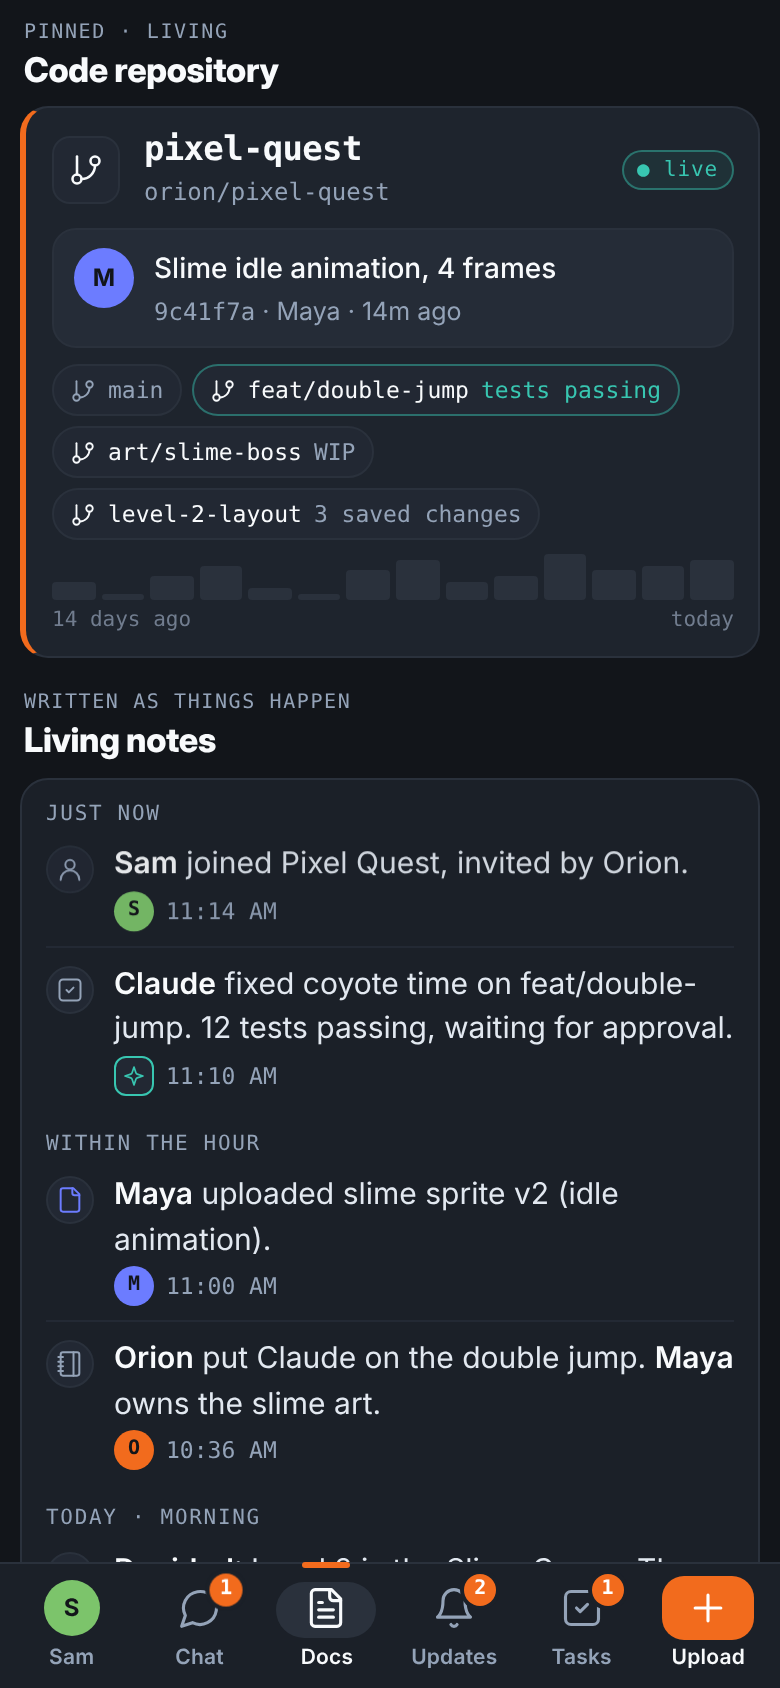 PINNED · LIVING
Code repository
pixel-quest
orion/pixel-quest
live
M
Slime idle animation, 4 frames
9c41f7a · Maya · 14m ago
main
feat/double-jump tests passing
art/slime-boss WIP
level-2-layout 3 saved changes
14 days ago
today
WRITTEN AS THINGS HAPPEN
Living notes
JUST NOW
Sam joined Pixel Quest, invited by Orion.
S 11:14 AM
Claude fixed coyote time on feat/double-
jump. 12 tests passing, waiting for approval.
11:10 AM
WITHIN THE HOUR
Maya uploaded slime sprite v2 (idle
animation).
M 11:00 AM
Orion put Claude on the double jump. Maya
owns the slime art.
O 10:36 AM
TODAY · MORNING
S
1
2
1
Sam
Chat
Docs
Updates
Tasks
Upload